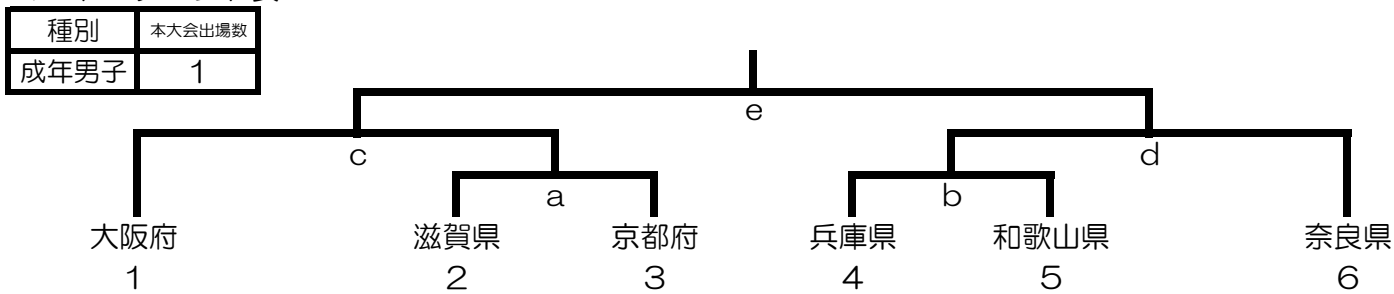 種別 本大会出場数
成年男子 1
e
c d
a b
大阪府 滋賀県 京都府 兵庫県 和歌山県 奈良県
1 2 3 4 5 6